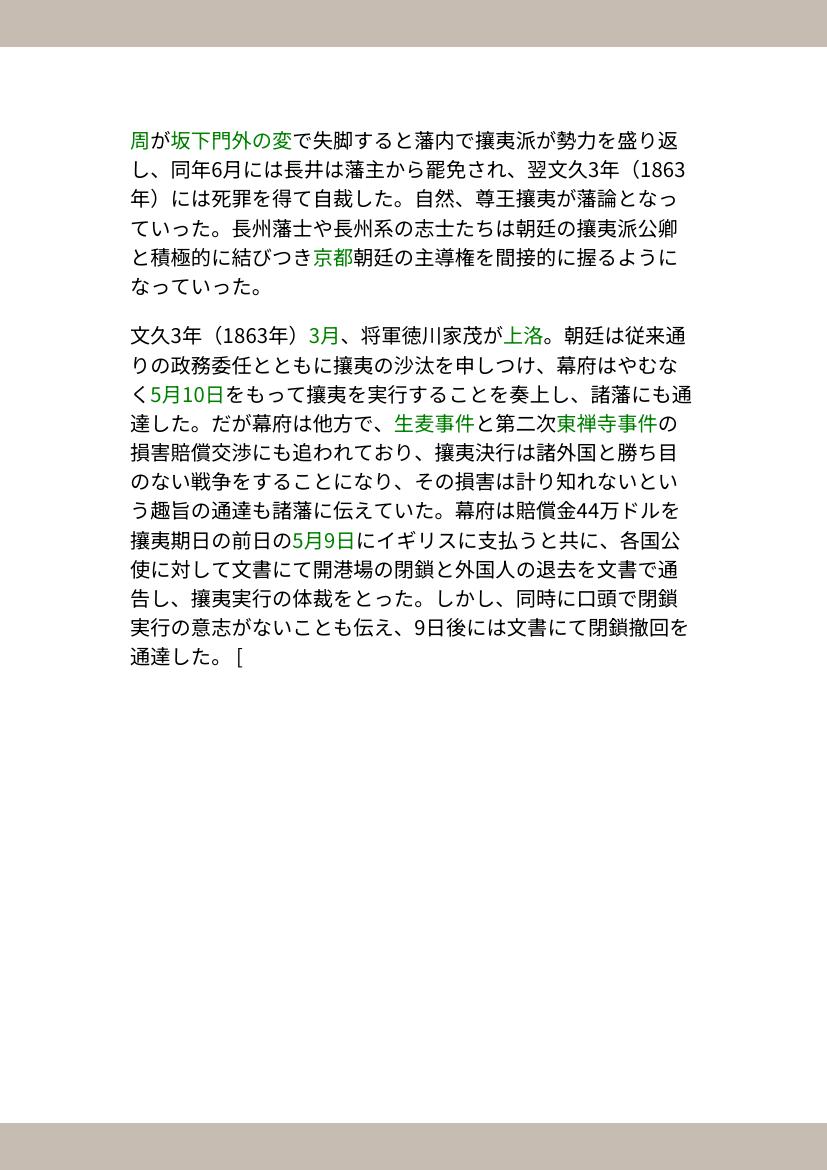 周が坂下門外の変で失脚すると藩内で攘夷派が勢力を盛り返
し、同年6月には長井は藩主から罷免され、翌文久3年（1863
年）には死罪を得て自裁した。自然、尊王攘夷が藩論となっ
ていった。長州藩士や長州系の志士たちは朝廷の攘夷派公卿
と積極的に結びつき京都朝廷の主導権を間接的に握るように
なっていった。
文久3年（1863年）3月、将軍徳川家茂が上洛。朝廷は従来通
りの政務委任とともに攘夷の沙汰を申しつけ、幕府はやむな
く5月10日をもって攘夷を実行することを奏上し、諸藩にも通
達した。だが幕府は他方で、生麦事件と第二次東禅寺事件の
損害賠償交渉にも追われており、攘夷決行は諸外国と勝ち目
のない戦争をすることになり、その損害は計り知れないとい
う趣旨の通達も諸藩に伝えていた。幕府は賠償金44万ドルを
攘夷期日の前日の5月9日にイギリスに支払うと共に、各国公
使に対して文書にて開港場の閉鎖と外国人の退去を文書で通
告し、攘夷実行の体裁をとった。しかし、同時に口頭で閉鎖
実行の意志がないことも伝え、9日後には文書にて閉鎖撤回を
通達した。 [